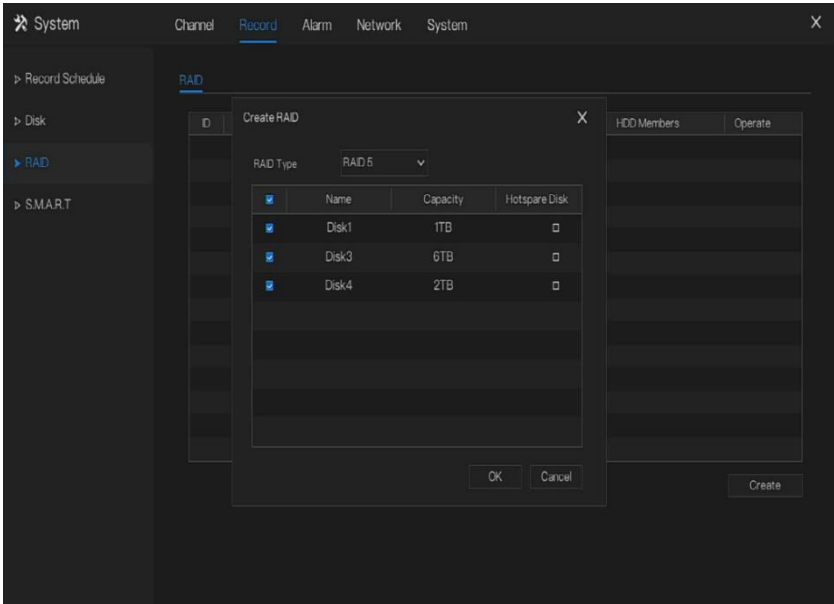 System
Channel Record Alarm Network System X
Record Schedule
Disk
RAID
S.M.A.R.T
RAID
ID HDD Members Operate
Create RAID X
RAID Type RAID 5
Name Capacity Hotspare Disk
Disk1 1TB
Disk3 6TB
Disk4 2TB
OK Cancel
Create